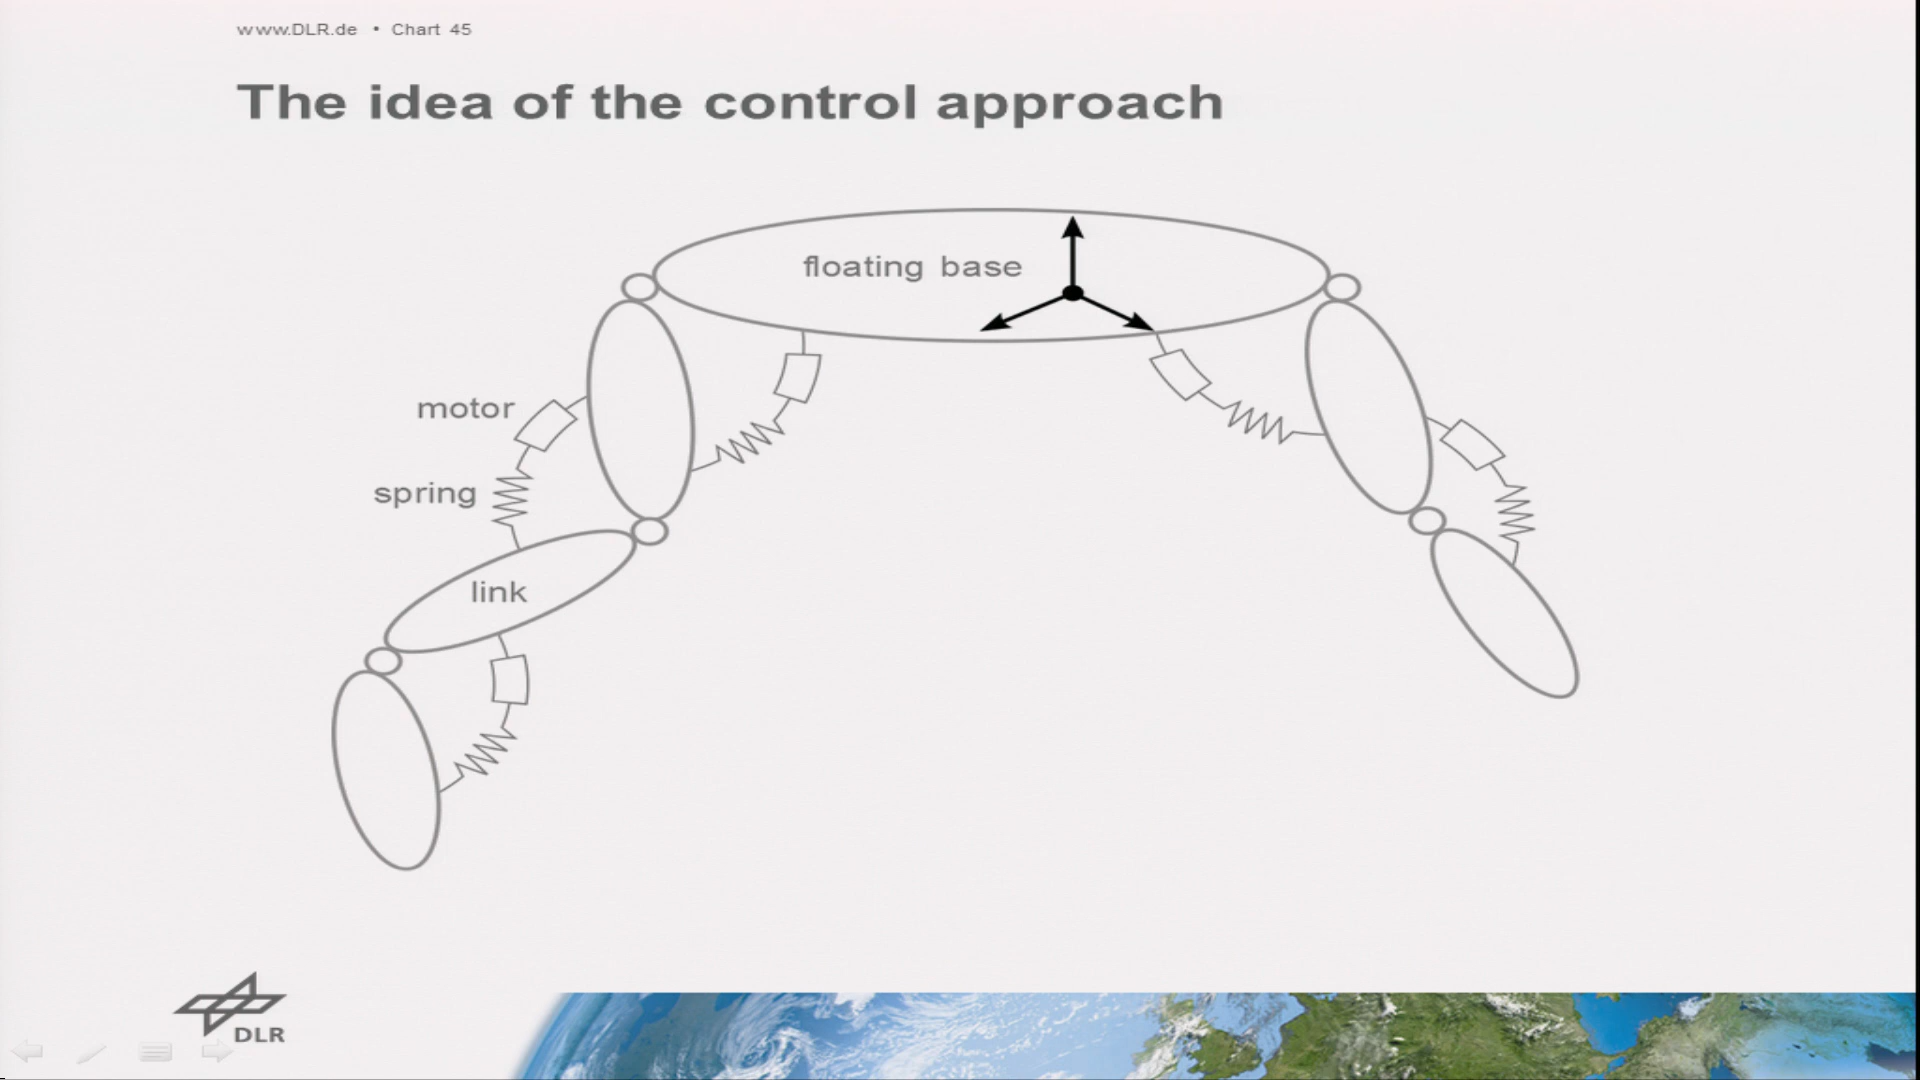 www.DLR.de • Chart 45
The idea of the control approach
floating base
motor
spring
link
DLR